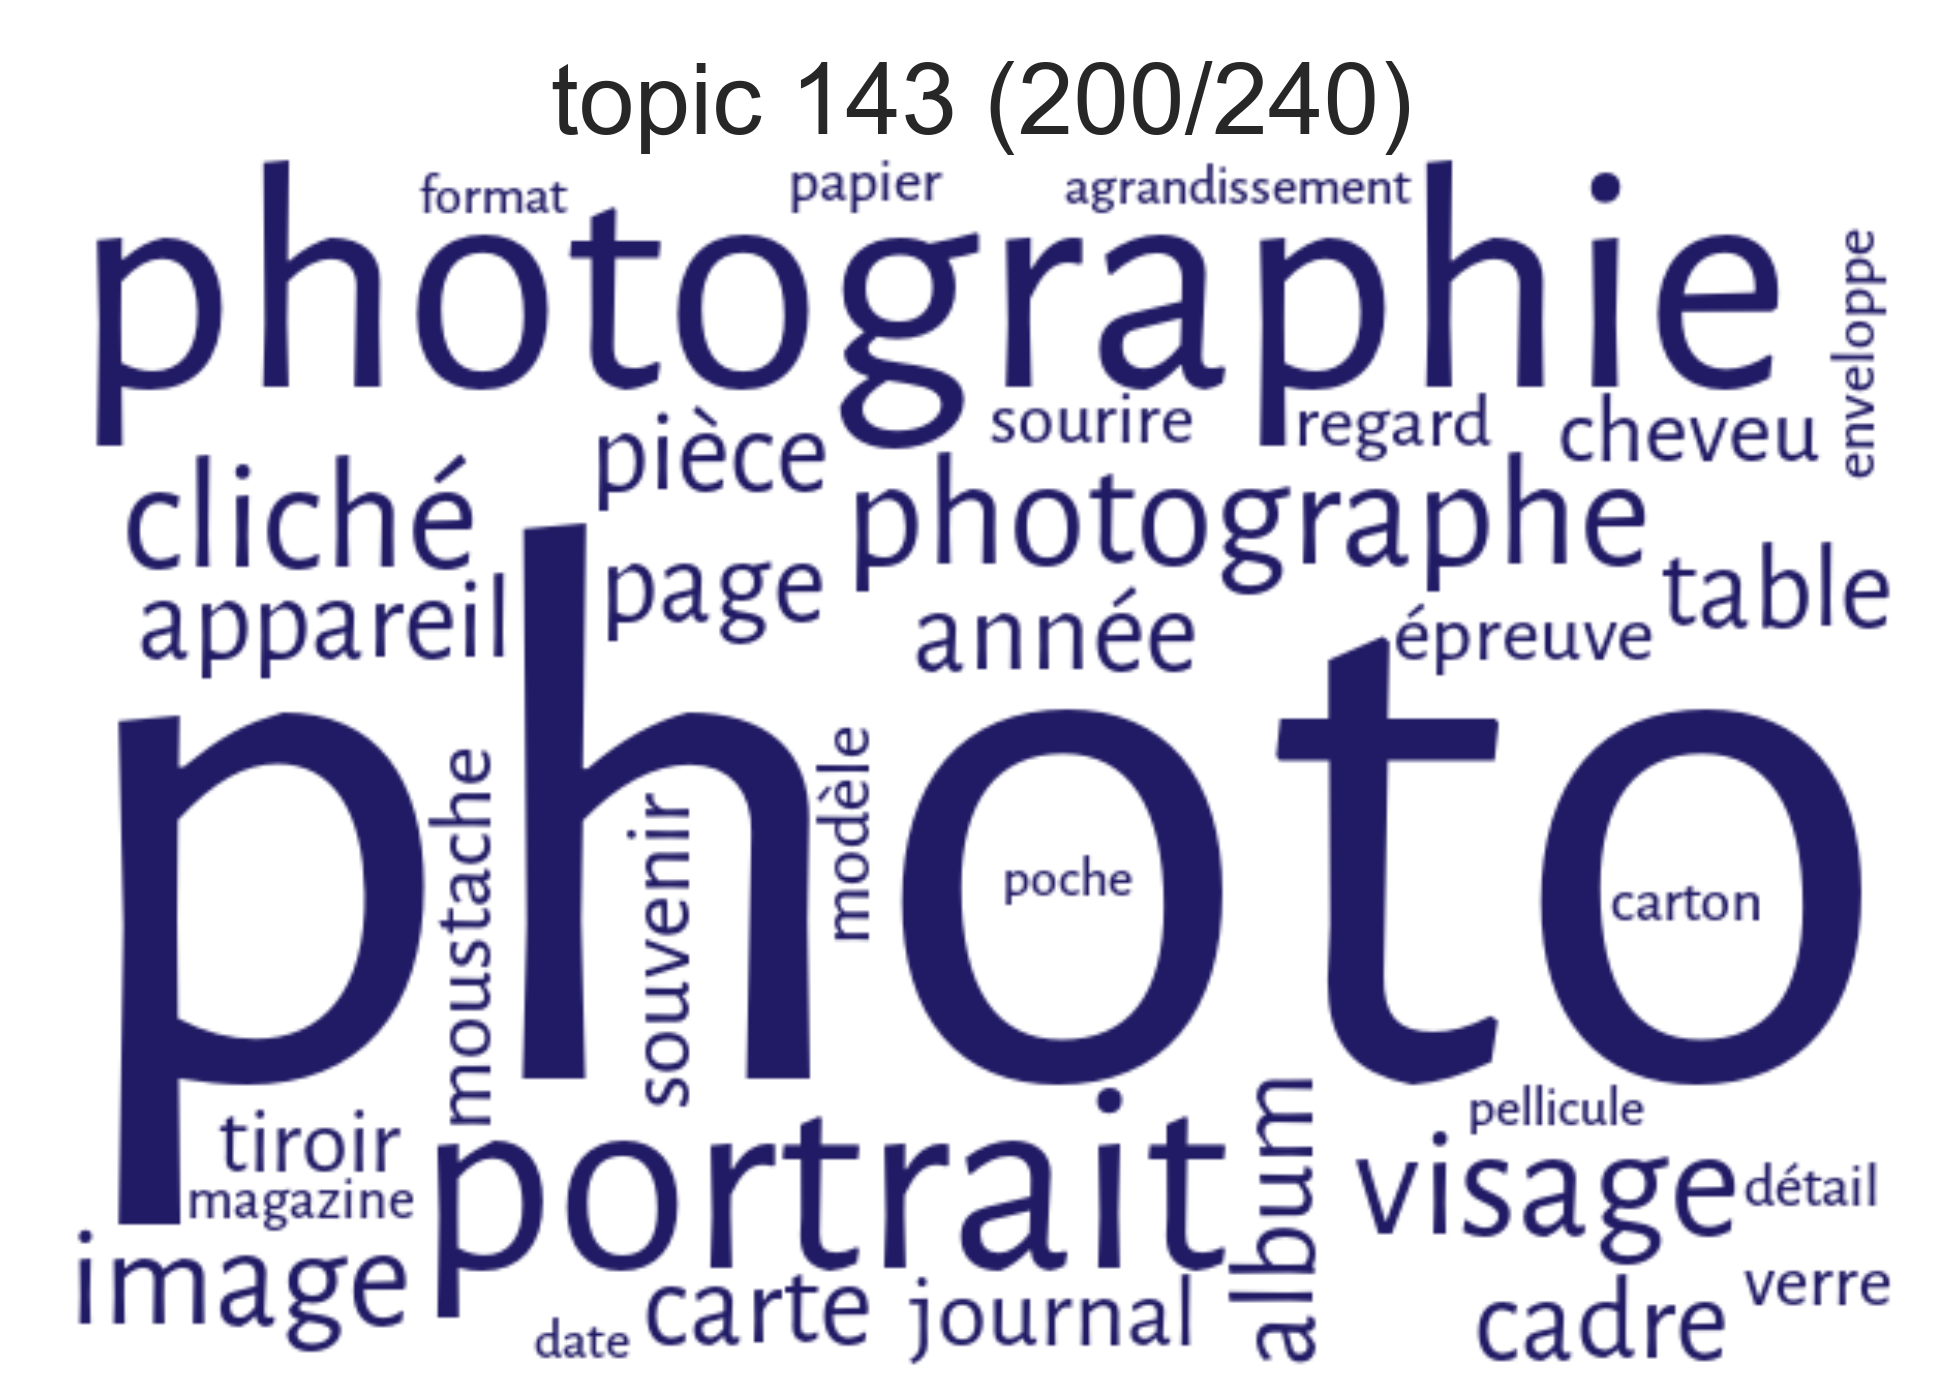 topic 143 (200/240)
format papier agrandissement
photographie
enveloppe
sourire regard cheveu
pièce
cliché
photographe
page
table
appareil
année
épreuve
photo
moustache
souvenir
modèle
poche
carton
pellicule
tiroir
portrait
album
visage
détail
magazine
image
verre
carte
journal
cadre
date